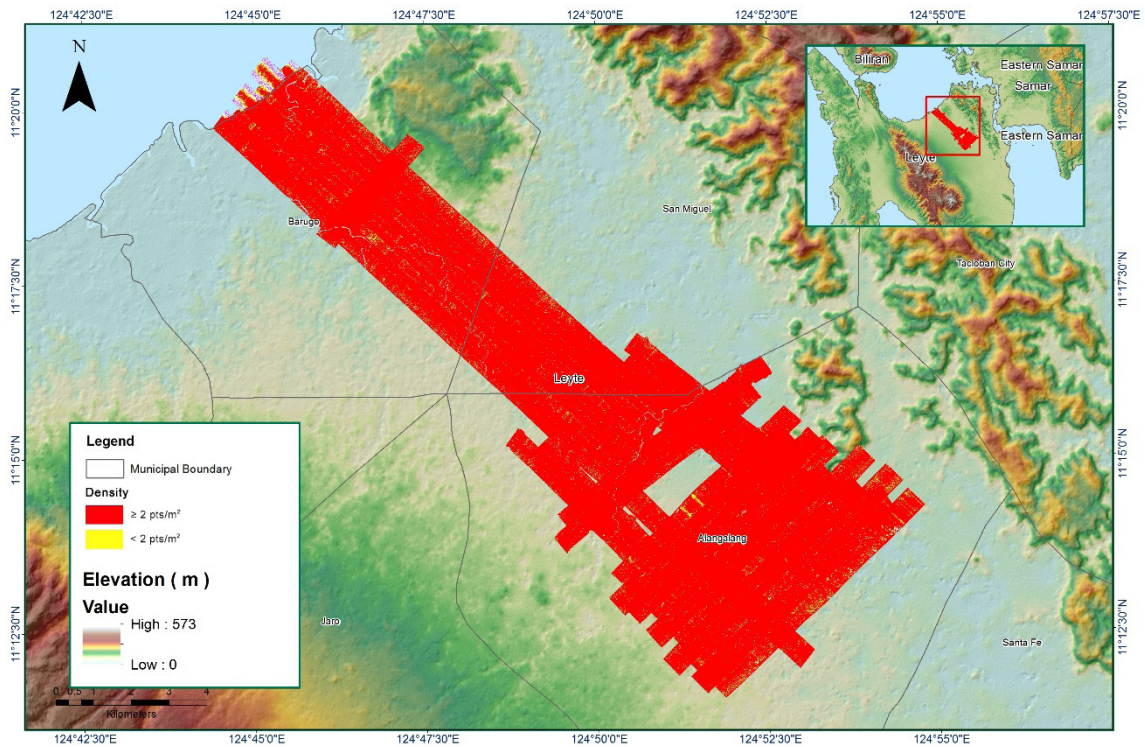 124°42'30"E 124°45'0"E 124°47'30"E 124°50'0"E 124°52'30"E 124°55'0"E 124°57'30"E
N
11°20'0"N
11°17'30"N
11°15'0"N
11°12'30"N
11°20'0"N
11°17'30"N
11°15'0"N
11°12'30"N
Biliran
Eastern Samar
Samar
Eastern Samar
Leyte
San Miguel
Barugo
Tacloban City
Leyte
Alangalang
Jaro
Santa Fe
Legend
Municipal Boundary
Density
≥ 2 pts/m²
< 2 pts/m²
Elevation ( m )
Value
High : 573
Low : 0
0 0.5 1 2 3 4
Kilometers
124°42'30"E 124°45'0"E 124°47'30"E 124°50'0"E 124°52'30"E 124°55'0"E